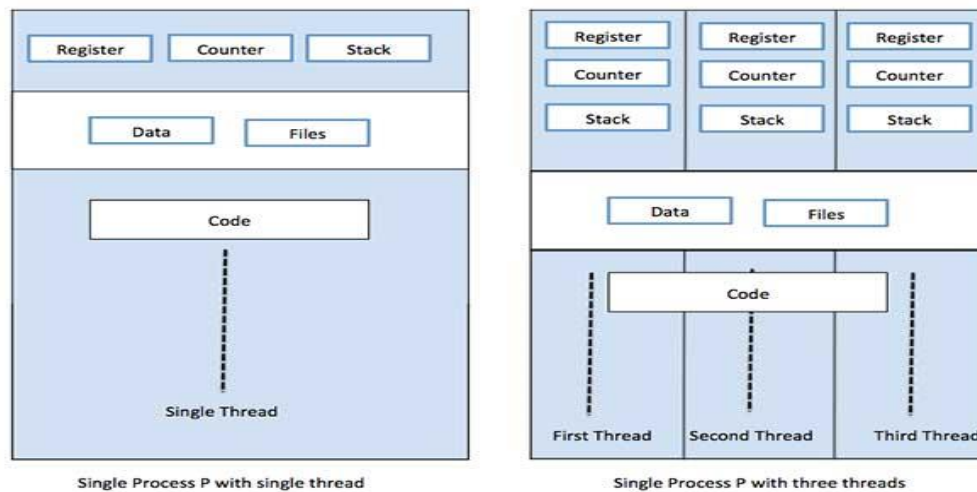 Register Counter Stack
Data Files
Code
Single Thread
Single Process P with single thread
Register Register Register
Counter Counter Counter
Stack Stack Stack
Data Files
Code
First Thread Second Thread Third Thread
Single Process P with three threads